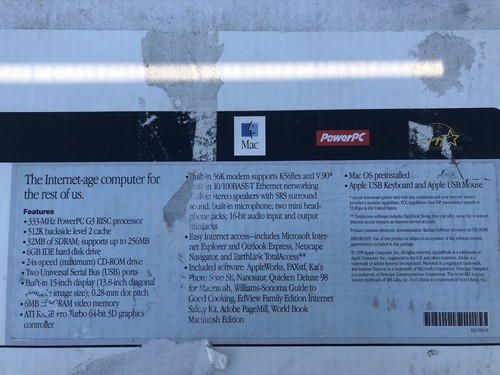 Mac
PowerPC
The Internet-age computer for
the rest of us.
Features
• 333-MHz PowerPC G3 RISC processor
• 512K backside level 2 cache
• 32MB of SDRAM; supports up to 256MB
• 6GB IDE hard disk drive
• 24x-speed (maximum) CD-ROM drive
• Two Universal Serial Bus (USB) ports
• Built-in 15-inch display (13.8-inch diagonal
image size); 0.28-mm dot pitch
• 6MB video memory
• ATI Pro Turbo 64-bit 3D graphics
controller
• Built-in 56K modem supports K56flex and V.90*
Built-in 10/100BASE-T Ethernet networking
Built-in stereo speakers with SRS surround
sound; built-in microphone; two mini head-
phone jacks; 16-bit audio input and output
minijacks
• Easy Internet access—includes Microsoft Inter-
net Explorer and Outlook Express, Netscape
Navigator, and EarthLink TotalAccess**
• Included software: AppleWorks, FAXstf, Kai's
Photo Soap SE, Nanosaur, Quicken Deluxe 98
for Macintosh, Williams-Sonoma Guide to
Good Cooking, EdView Family Edition Internet
Safety Kit, Adobe PageMill, World Book
Macintosh Edition
• Mac OS preinstalled
• Apple USB Keyboard and Apple USB Mouse